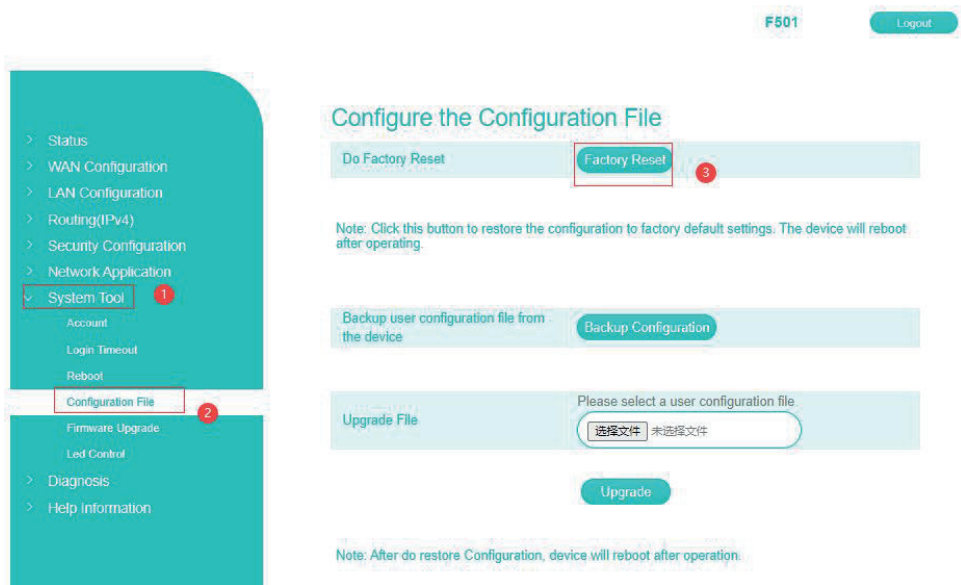 F501
Logout
Status
WAN Configuration
LAN Configuration
Routing(IPv4)
Security Configuration
Network Application
System Tool
1
Account
Login Timeout
Reboot
Configuration File
2
Firmware Upgrade
Led Control
Diagnosis
Help Information
Configure the Configuration File
Do Factory Reset
Factory Reset
3
Note: Click this button to restore the configuration to factory default settings. The device will reboot
after operating.
Backup user configuration file from
the device
Backup Configuration
Upgrade File
Please select a user configuration file
选择文件 未选择文件
Upgrade
Note: After do restore Configuration, device will reboot after operation.